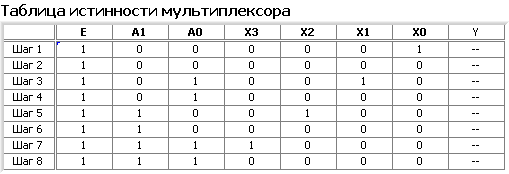 Таблица истинности мультиплексора
E A1 A0 X3 X2 X1 X0 Y
Шаг 1 1 0 0 0 0 0 1 --
Шаг 2 1 0 0 0 0 0 0 --
Шаг 3 1 0 1 0 0 1 0 --
Шаг 4 1 0 1 0 0 0 0 --
Шаг 5 1 1 0 0 1 0 0 --
Шаг 6 1 1 0 0 0 0 0 --
Шаг 7 1 1 1 1 0 0 0 --
Шаг 8 1 1 1 0 0 0 0 --